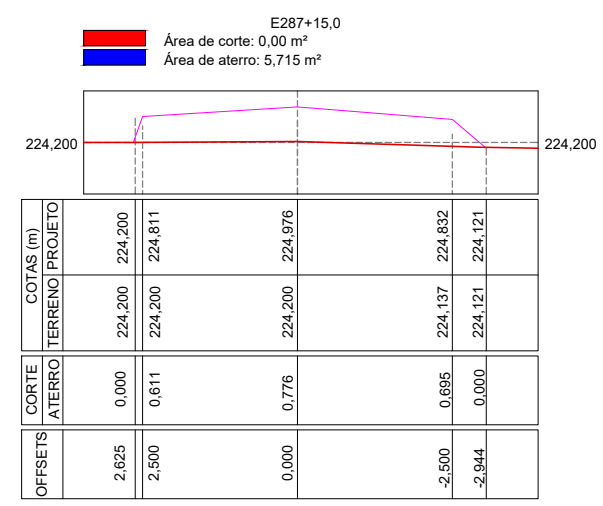 E287+15,0
Área de corte: 0,00 m²
Área de aterro: 5,715 m²
224,200
224,200
COTAS (m)
PROJETO
224,200
224,811
224,976
224,832
224,121
TERRENO
224,200
224,200
224,200
224,137
224,121
CORTE
ATERRO
0,000
0,611
0,776
0,695
0,000
OFFSETS
2,625
2,500
0,000
-2,500
-2,944